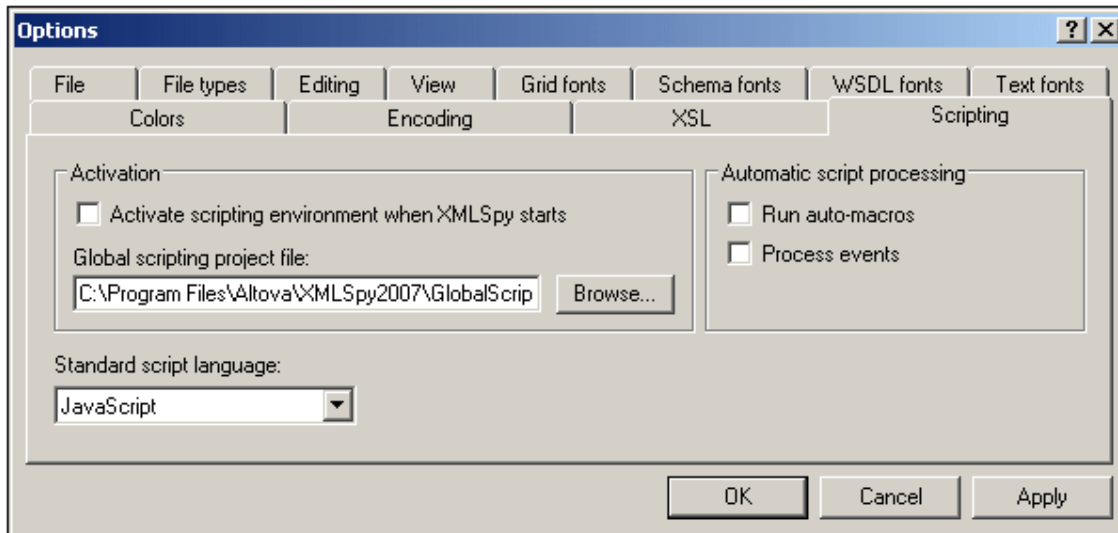 Options
File File types Editing View Grid fonts Schema fonts WSDL fonts Text fonts
Colors Encoding XSL Scripting
Activation
Activate scripting environment when XMLSpy starts
Global scripting project file:
C:\Program Files\Altova\XMLSpy2007\GlobalScrip Browse...
Automatic script processing
Run auto-macros
Process events
Standard script language:
JavaScript
OK Cancel Apply